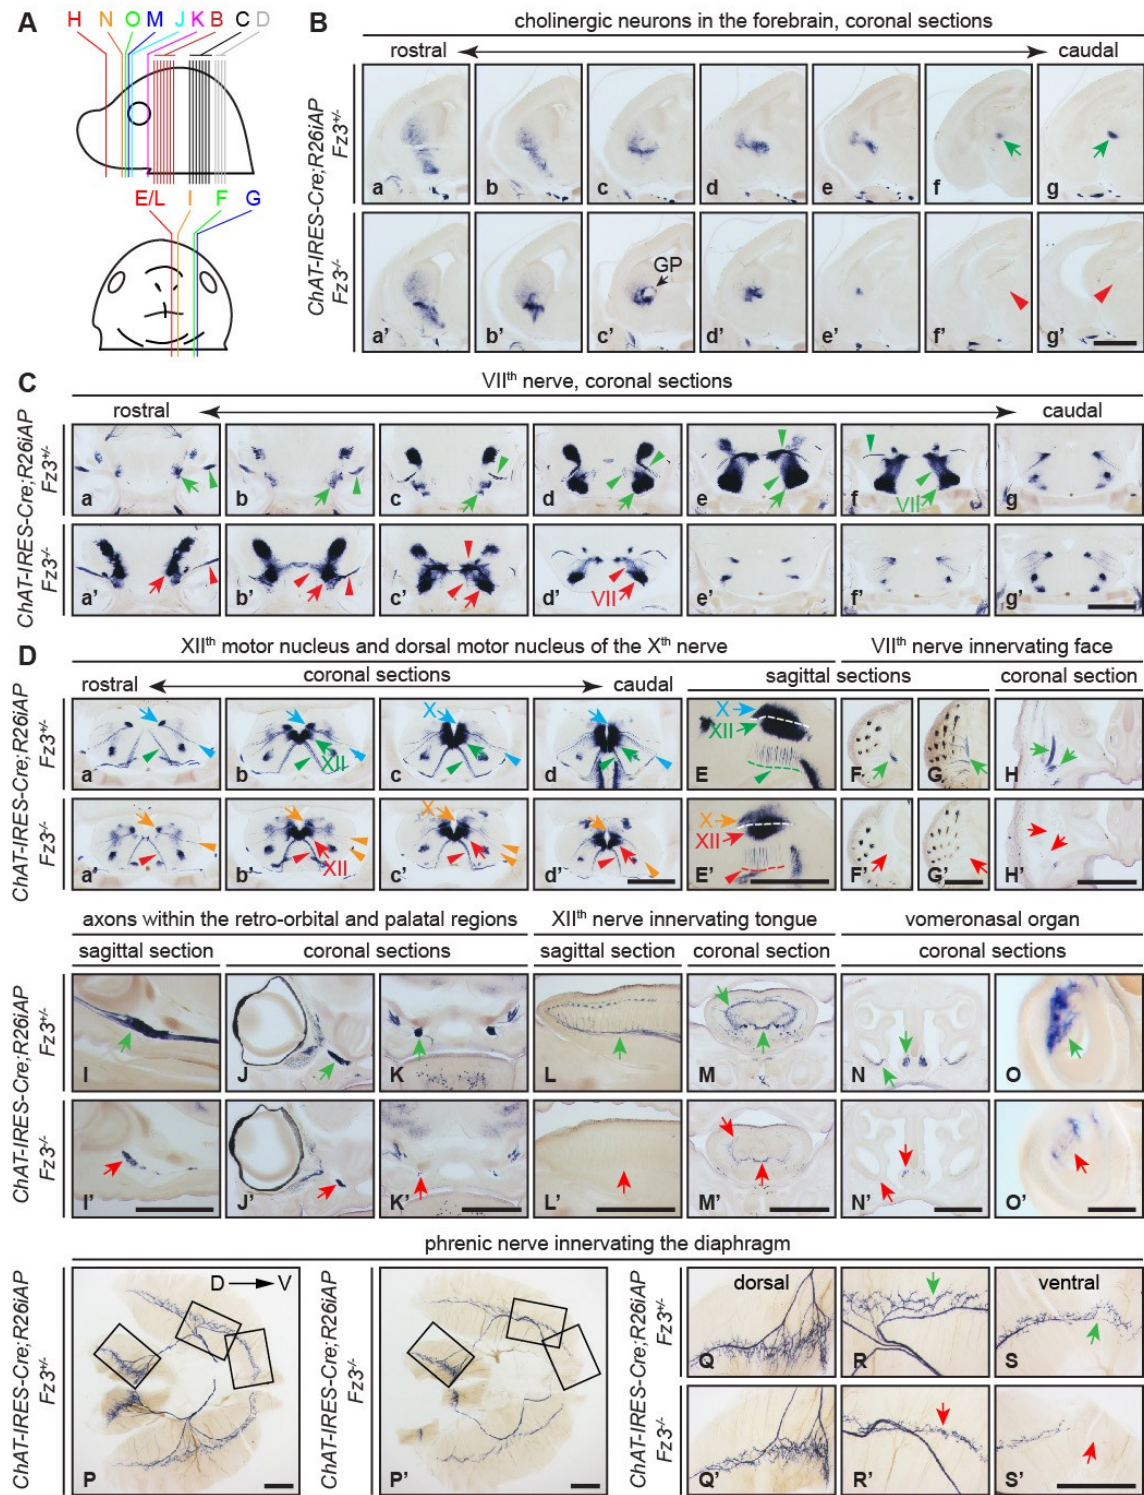 A
H N O M J K B C D
E/L I F G
B
cholinergic neurons in the forebrain, coronal sections
rostral
caudal
ChAT-IRES-Cre;R26iAP
Fz3+/-
a b c d e f g
Fz3-/-
GP
a' b' c' d' e' f' g'
C
VIIth nerve, coronal sections
rostral
caudal
ChAT-IRES-Cre;R26iAP
Fz3+/-
VII
a b c d e f g
Fz3-/-
VII
a' b' c' d' e' f' g'
D
XIIth motor nucleus and dorsal motor nucleus of the Xth nerve
VIIth nerve innervating face
rostral
coronal sections
caudal
sagittal sections
coronal section
ChAT-IRES-Cre;R26iAP
Fz3+/-
X
X
XII
XII
a b c d E F G H
Fz3-/-
X
X
XII
XII
a' b' c' d' E' F' G' H'
axons within the retro-orbital and palatal regions
XIIth nerve innervating tongue
vomeronasal organ
sagittal section
coronal sections
sagittal section
coronal section
coronal sections
ChAT-IRES-Cre;R26iAP
Fz3+/-
I J K L M N O
Fz3-/-
I' J' K' L' M' N' O'
phrenic nerve innervating the diaphragm
ChAT-IRES-Cre;R26iAP
Fz3+/-
D V
P
ChAT-IRES-Cre;R26iAP
Fz3-/-
P'
ChAT-IRES-Cre;R26iAP
Fz3+/-
dorsal
ventral
Q R S
Fz3-/-
Q' R' S'